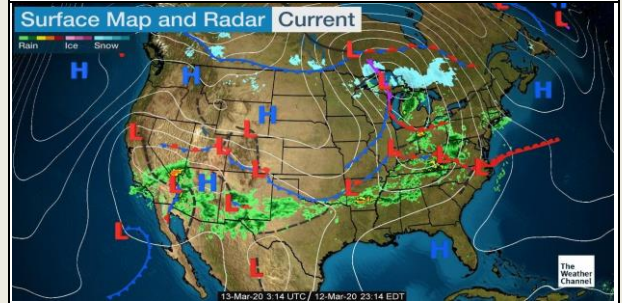 Surface Map and Radar Current
Rain Ice Snow
L
L
L
L
H
H
L
H
H
L
L
L
L
L
L
L
L
H
L
L
L
H
L
L
The Weather Channel
13-Mar-20 3:14 UTC / 12-Mar-20 23:14 EDT